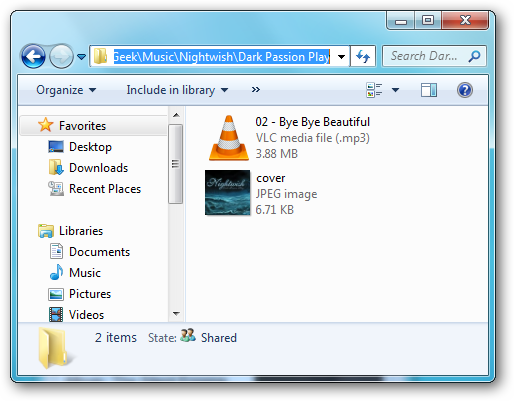 Geek\Music\Nightwish\Dark Passion Play
Search Dar...
Organize
Include in library
»
Favorites
Desktop
Downloads
Recent Places
Libraries
Documents
Music
Pictures
Videos
02 - Bye Bye Beautiful
VLC media file (.mp3)
3.88 MB
Nightwish
cover
JPEG image
6.71 KB
2 items State: Shared